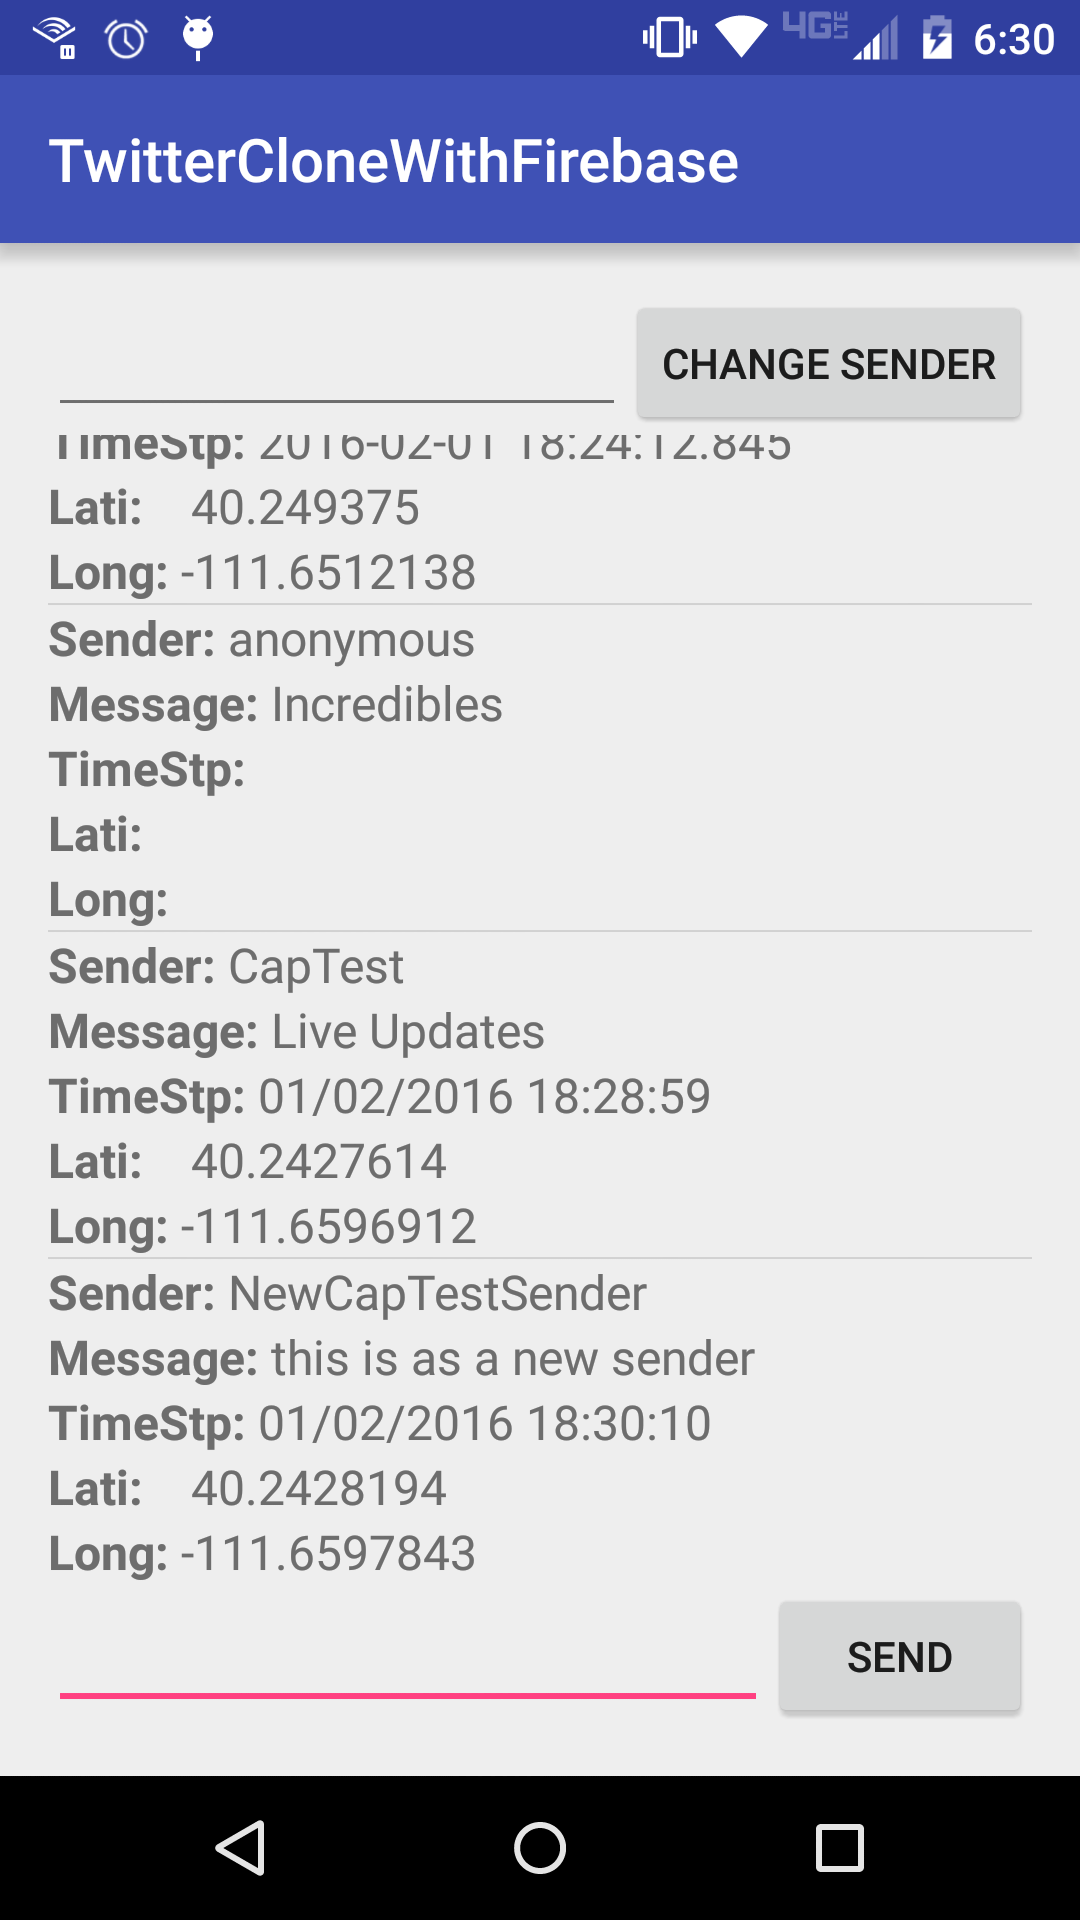 4G LTE 6:30
TwitterCloneWithFirebase
CHANGE SENDER
TimeStp: 2016-02-01 18:24:12.845
Lati: 40.249375
Long: -111.6512138
Sender: anonymous
Message: Incredibles
TimeStp:
Lati:
Long:
Sender: CapTest
Message: Live Updates
TimeStp: 01/02/2016 18:28:59
Lati: 40.2427614
Long: -111.6596912
Sender: NewCapTestSender
Message: this is as a new sender
TimeStp: 01/02/2016 18:30:10
Lati: 40.2428194
Long: -111.6597843
SEND